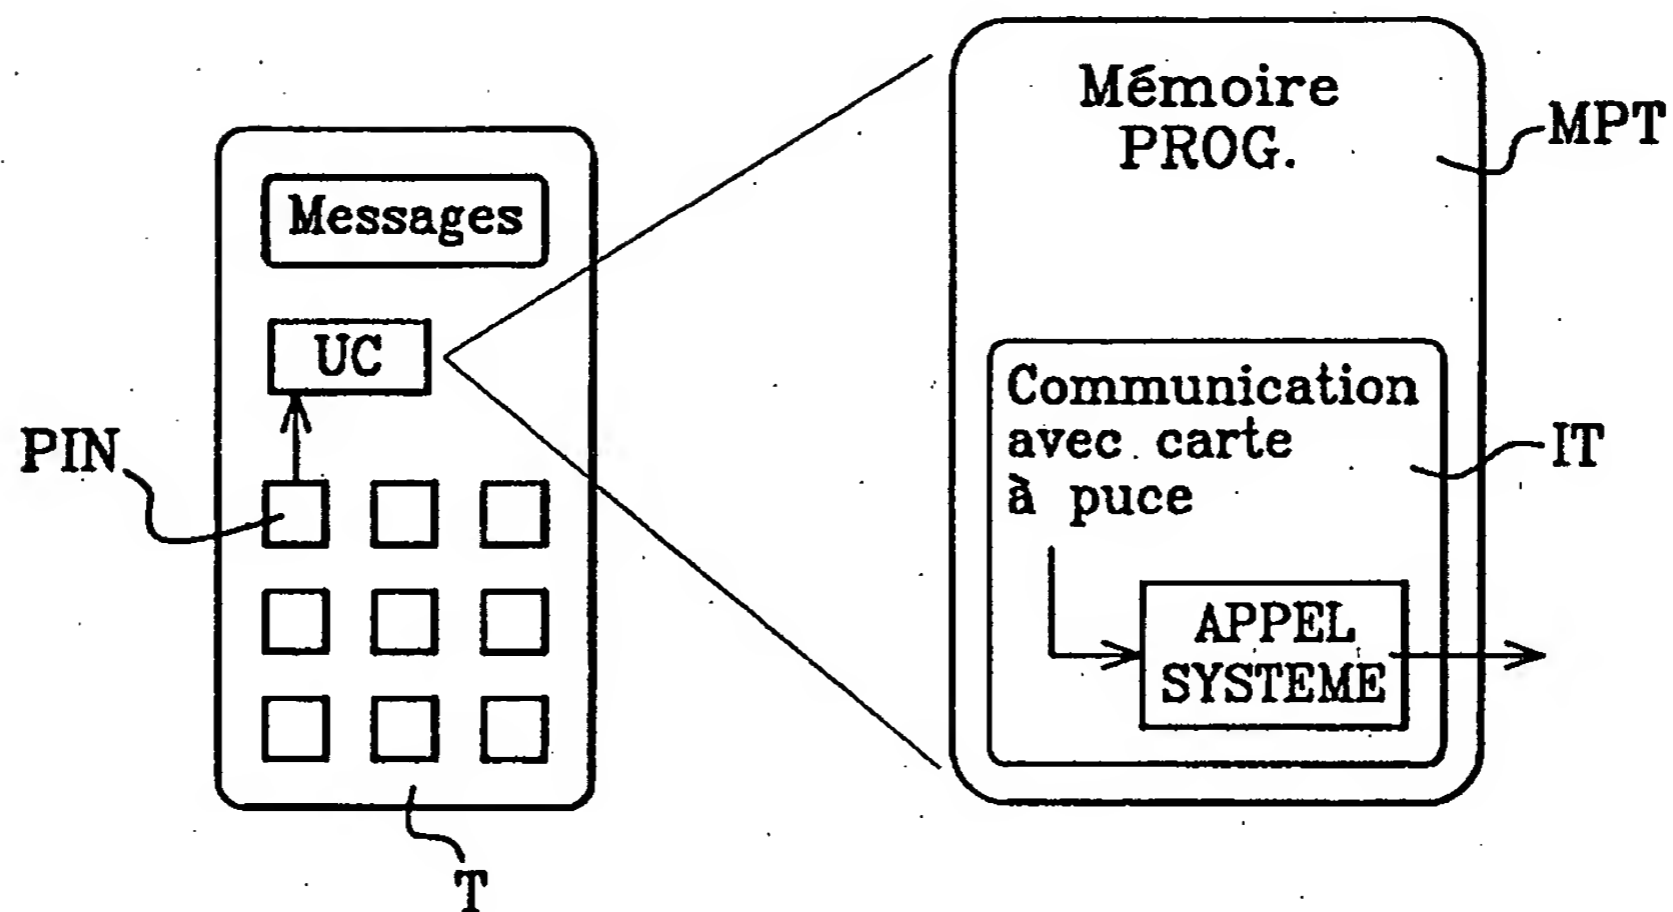 Messages
UC
PIN
T
Mémoire
PROG.
MPT
Communication
avec carte
à puce
IT
APPEL
SYSTEME